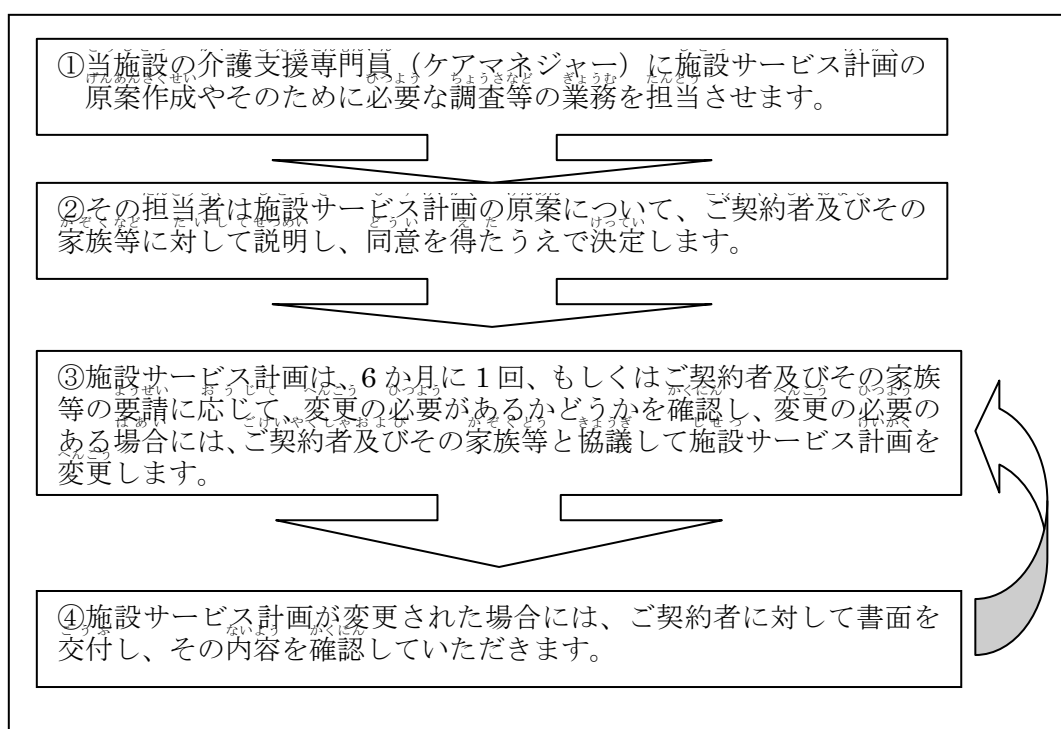 ①当施設の介護支援専門員（ケアマネジャー）に施設サービス計画の
原案作成やそのために必要な調査等の業務を担当させます。
②その担当者は施設サービス計画の原案について、ご契約者及びその
家族等に対して説明し、同意を得たうえで決定します。
③施設サービス計画は、6 か月に 1 回、もしくはご契約者及びその家族
等の要請に応じて、変更の必要があるかどうかを確認し、変更の必要の
ある場合には、ご契約者及びその家族等と協議して施設サービス計画を
変更します。
④施設サービス計画が変更された場合には、ご契約者に対して書面を
交付し、その内容を確認していただきます。